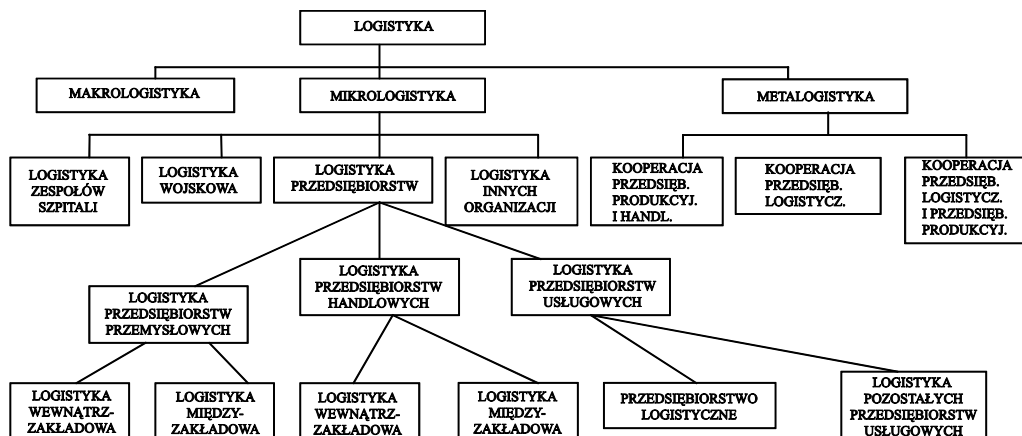 LOGISTYKA
MAKROLOGISTYKA
MIKROLOGISTYKA
METALOGISTYKA
LOGISTYKA
ZESPOŁÓW
SZPITALI
LOGISTYKA
WOJSKOWA
LOGISTYKA
PRZEDSIĘBIORSTW
LOGISTYKA
INNYCH
ORGANIZACJI
KOOPERACJA
PRZEDSIĘB.
PRODUKCYJ.
I HANDL.
KOOPERACJA
PRZEDSIĘB.
LOGISTYCZ.
KOOPERACJA
PRZEDSIĘB.
LOGISTYCZ.
I PRZEDSIĘB.
PRODUKCYJ.
LOGISTYKA
PRZEDSIĘBIORSTW
PRZEMYSŁOWYCH
LOGISTYKA
PRZEDSIĘBIORSTW
HANDLOWYCH
LOGISTYKA
PRZEDSIĘBIORSTW
USŁUGOWYCH
LOGISTYKA
WEWNĄTRZ-
ZAKŁADOWA
LOGISTYKA
MIĘDZY-
ZAKŁADOWA
LOGISTYKA
WEWNĄTRZ-
ZAKŁADOWA
LOGISTYKA
MIĘDZY-
ZAKŁADOWA
PRZEDSIĘBIORSTWO
LOGISTYCZNE
LOGISTYKA
POZOSTAŁYCH
PRZEDSIĘBIORSTW
USŁUGOWYCH